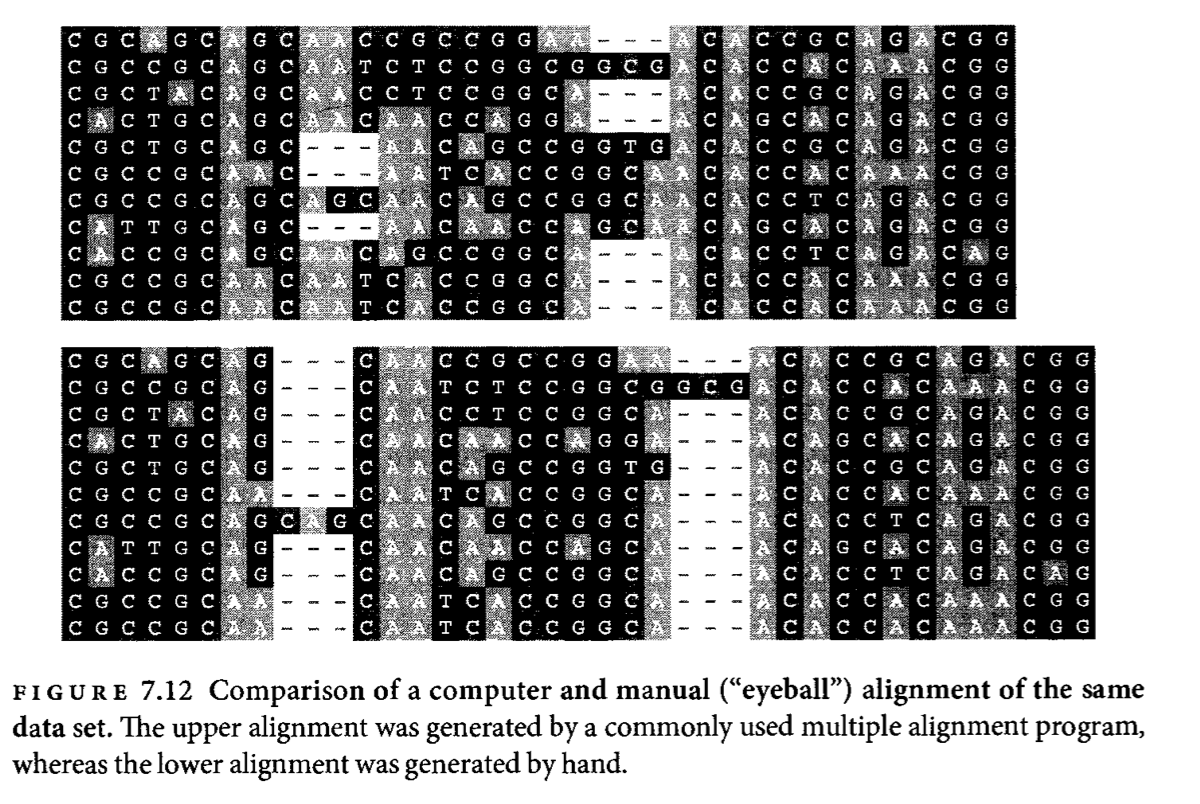 C G C A G C A G C A A C C G C C G G A A - - - A C A C C G C A G A C G G
C G C C G C A G C A A T C T C C G G C G G C G A C A C C A C A A A C G G
C G C T A C A G C A A C C T C C G G C A - - - A C A C C G C A G A C G G
C A C T G C A G C A A C A A C C A G G A - - - A C A G C A C A G A C G G
C G C T G C A G C - - - A A C A G C C G G T G A C A C C G C A G A C G G
C G C C G C A A C - - - A A T C A C C G G C A A C A C C A C A A A C G G
C G C C G C A G C A G C A A C A G C C G G C A A C A C C T C A G A C G G
C A T T G C A G C - - - A A C A A C C A G C A A C A G C A C A G A C G G
C A C C G C A G C A A C A G C C G G C A - - - A C A C C T C A G A C A G
C G C C G C A A C A A T C A C C G G C A - - - A C A C C A C A A A C G G
C G C C G C A A C A A T C A C C G G C A - - - A C A C C A C A A A C G G
C G C A G C A G - - - C A A C C G C C G G A A - - - A C A C C G C A G A C G G
C G C C G C A G - - - C A A T C T C C G G C G G C G A C A C C A C A A A C G G
C G C T A C A G - - - C A A C C T C C G G C A - - - A C A C C G C A G A C G G
C A C T G C A G - - - C A A C A A C C A G G A - - - A C A G C A C A G A C G G
C G C T G C A G - - - C A A C A G C C G G T G - - - A C A C C G C A G A C G G
C G C C G C A A - - - C A A T C A C C G G C A - - - A C A C C A C A A A C G G
C G C C G C A G C A G C A A C A G C C G G C A - - - A C A C C T C A G A C G G
C A T T G C A G - - - C A A C A A C C A G C A - - - A C A G C A C A G A C G G
C A C C G C A G - - - C A A C A G C C G G C A - - - A C A C C T C A G A C A G
C G C C G C A A - - - C A A T C A C C G G C A - - - A C A C C A C A A A C G G
C G C C G C A A - - - C A A T C A C C G G C A - - - A C A C C A C A A A C G G
FIGURE 7.12 Comparison of a computer and manual (“eyeball”) alignment of the same
data set. The upper alignment was generated by a commonly used multiple alignment program,
whereas the lower alignment was generated by hand.